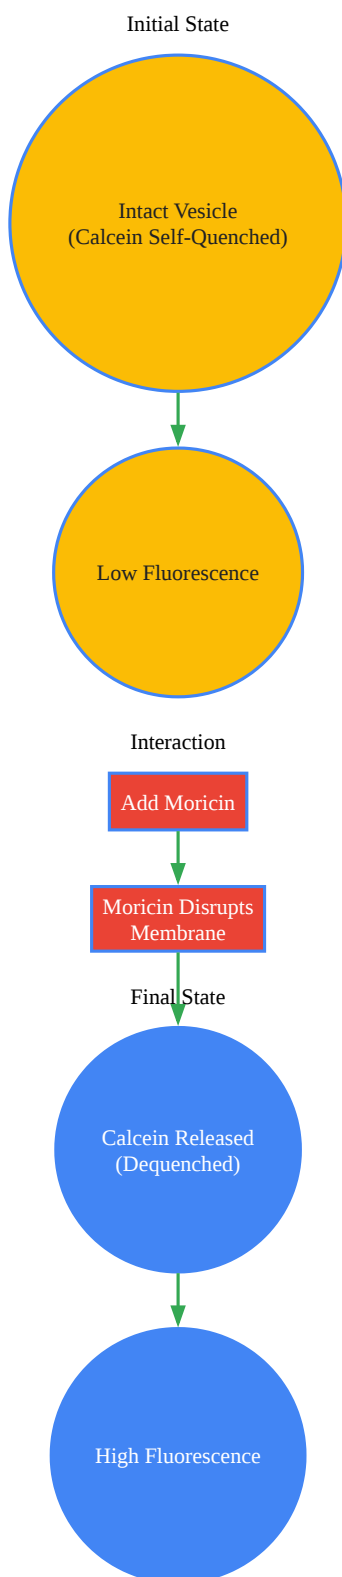 Initial State
Intact Vesicle
(Calcein Self-Quenched)
Low Fluorescence
Interaction
Add Moricin
Moricin Disrupts
Membrane
Final State
Calcein Released
(Dequenched)
High Fluorescence